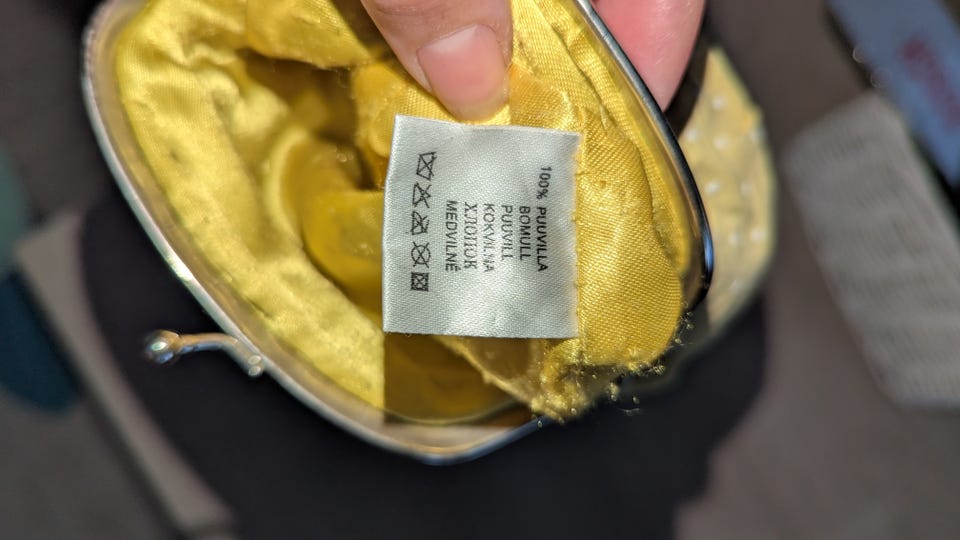 100% PUUVILLA
BOMULL
PUUVILL
KOKVILNA
ХЛОПОК
MEDVILNĖ